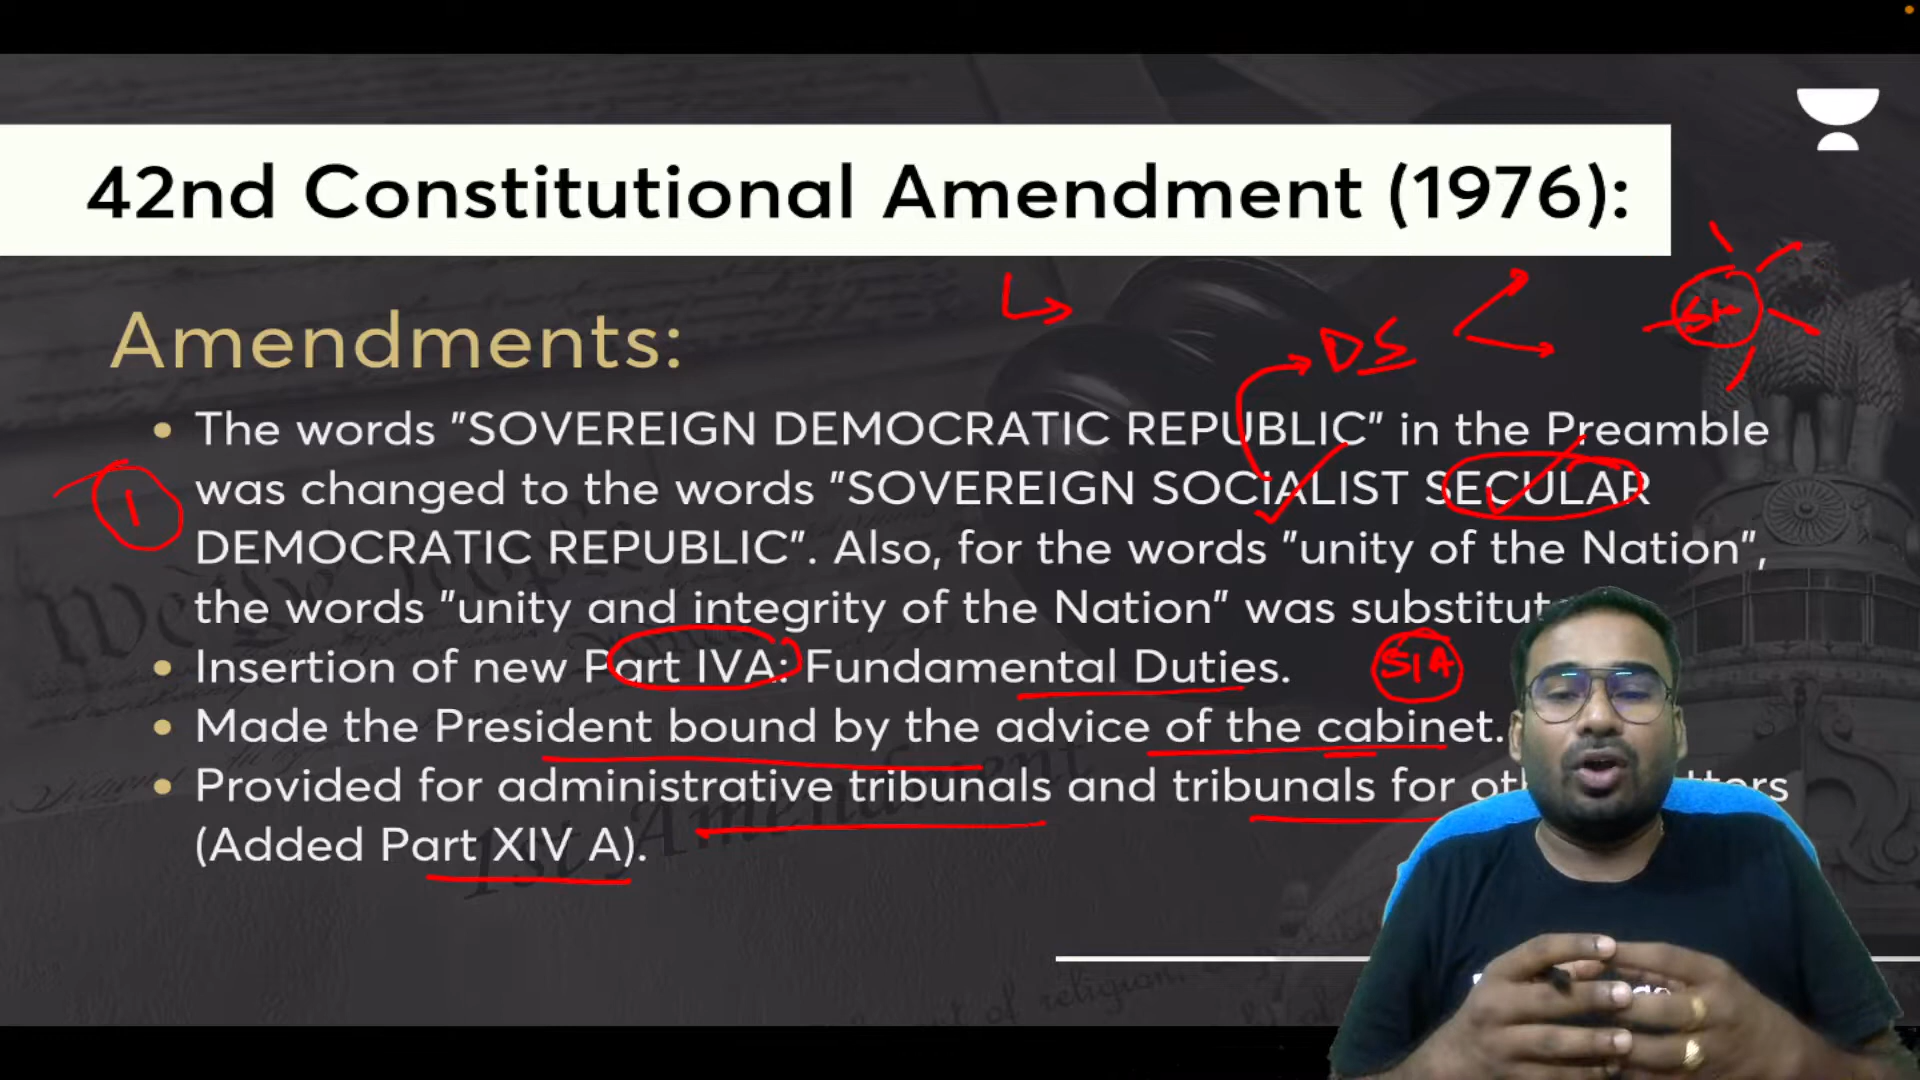 42nd Constitutional Amendment (1976):
DS
Amendments:
The words "SOVEREIGN DEMOCRATIC REPUBLIC" in the Preamble
was changed to the words "SOVEREIGN SOCIALIST SECULAR
1
DEMOCRATIC REPUBLIC". Also, for the words "unity of the Nation",
the words "unity and integrity of the Nation" was
Insertion of new Part IVA: Fundamental Duties.
SIA
Made the President bound by the advice of the cabinet.
Provided for administrative tribunals and tribunals for
(Added Part XIV A).
1st Amendment